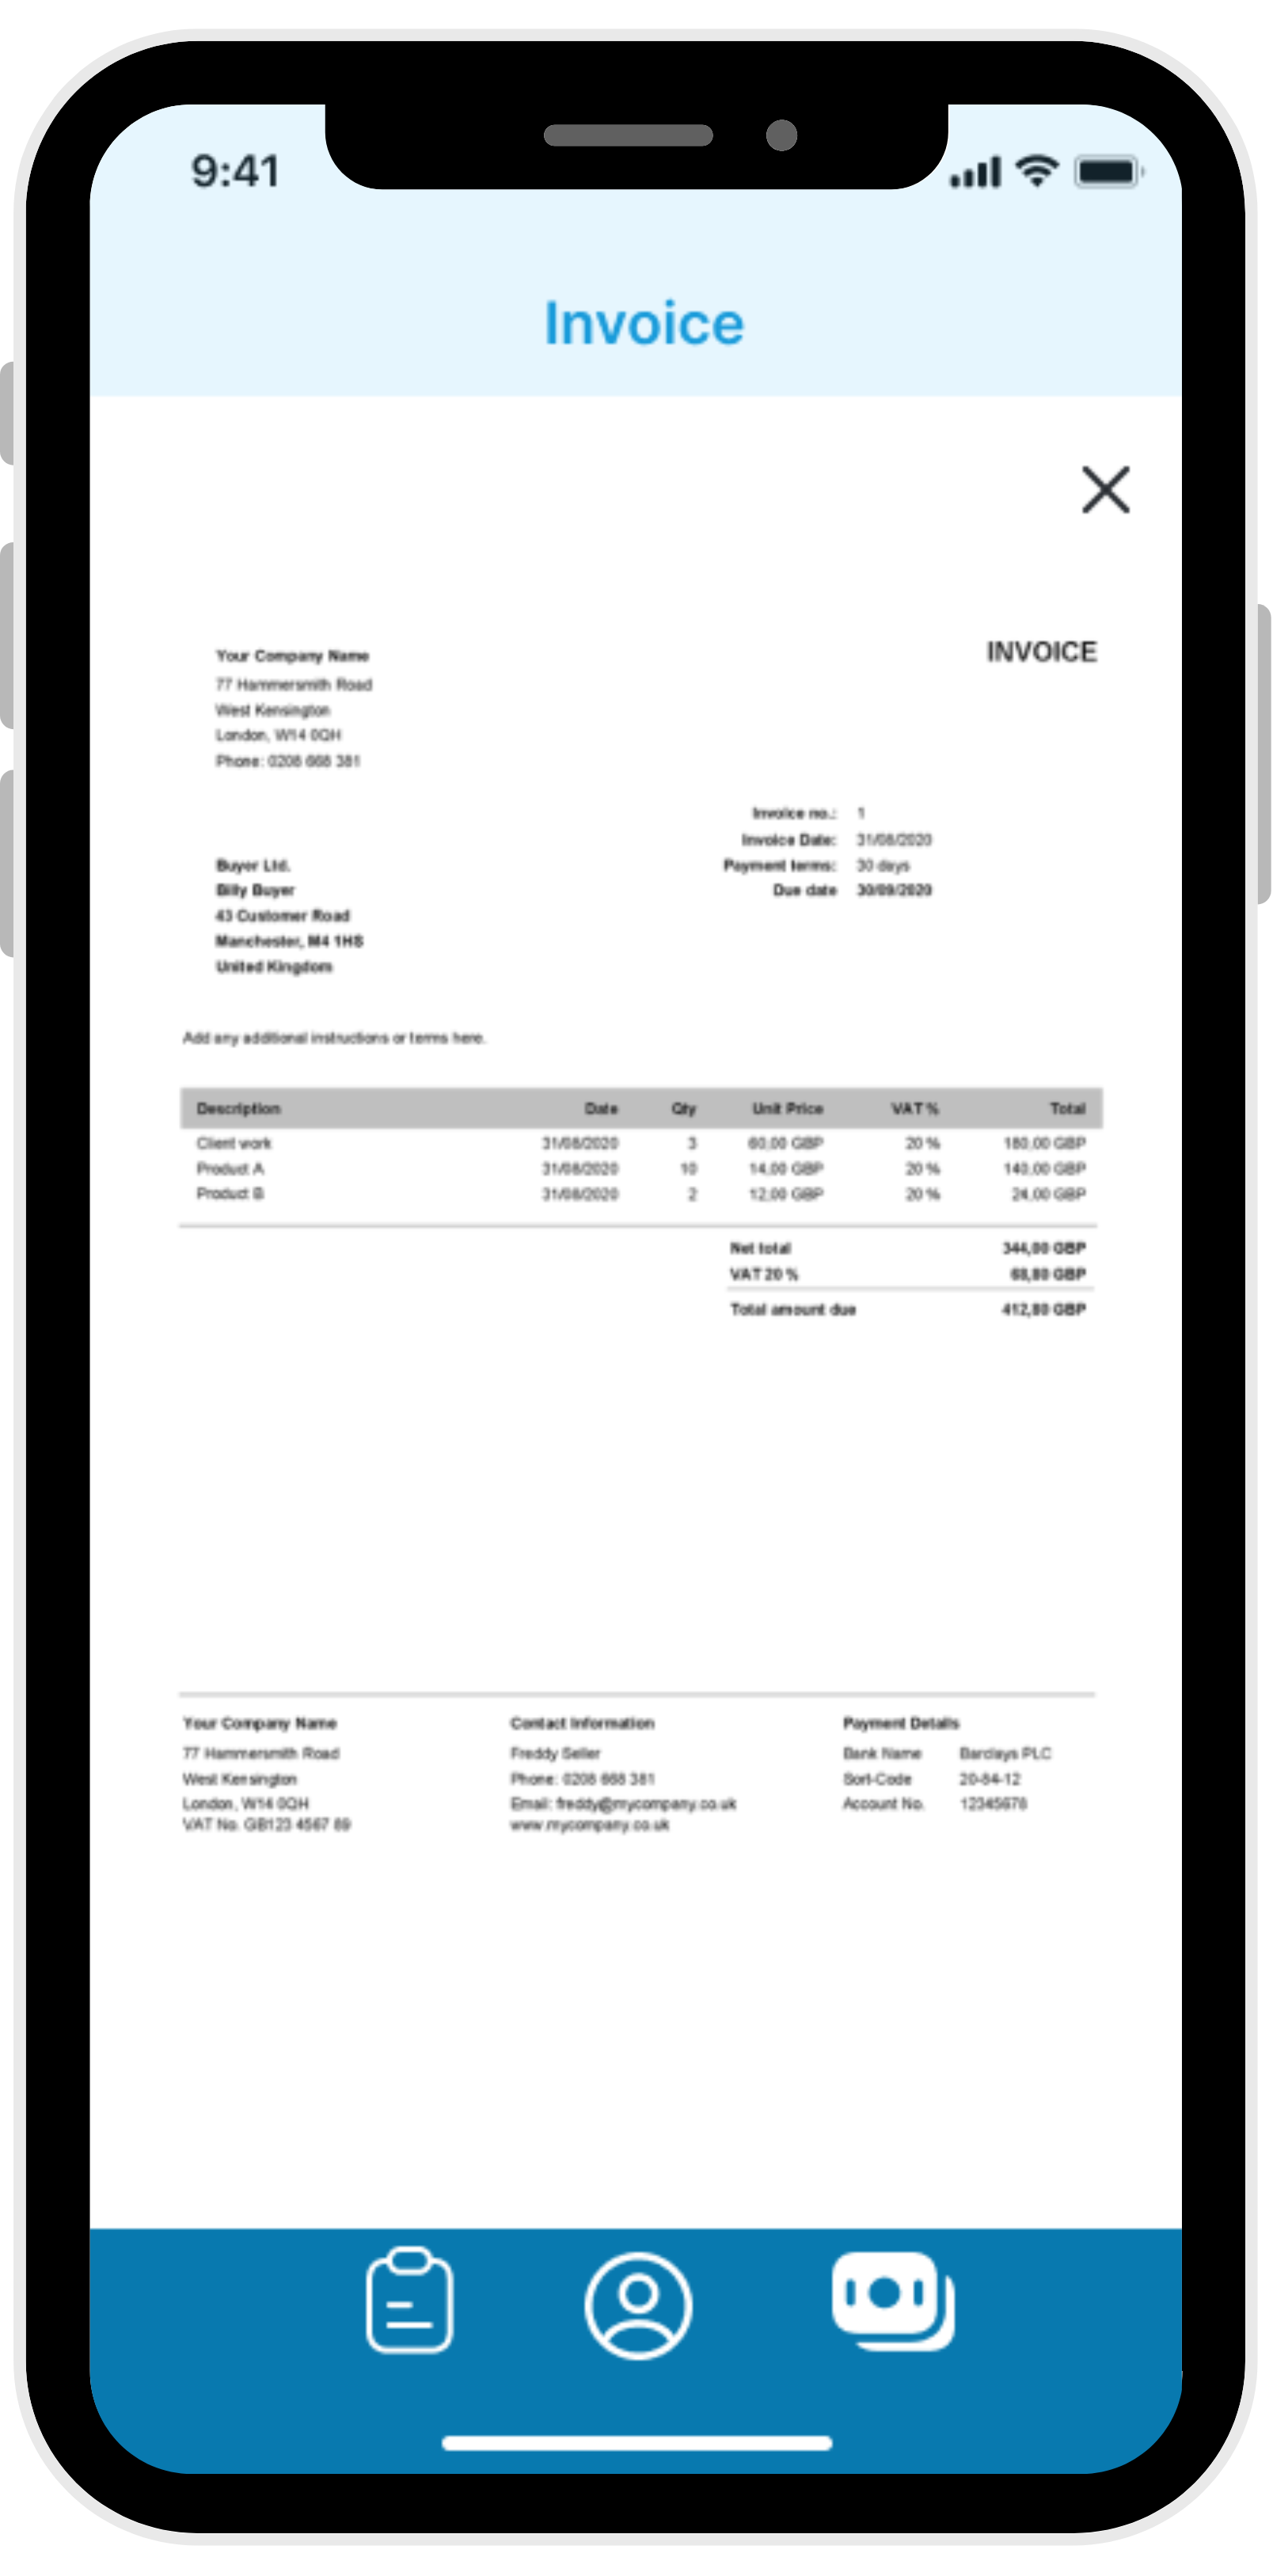 9:41
Invoice
INVOICE
Your Company Name
77 Hammersmith Road
West Kensington
London, W14 0QH
Phone: 0208 668 381
Invoice no.: 1
Invoice Date: 31/08/2020
Payment terms: 30 days
Due date 30/09/2020
Buyer Ltd.
Billy Buyer
43 Customer Road
Manchester, M4 1HS
United Kingdom
Add any additional instructions or terms here.
Description Date Qty Unit Price VAT % Total
Client work 31/08/2020 3 60,00 GBP 20 % 180,00 GBP
Product A 31/08/2020 10 14,00 GBP 20 % 140,00 GBP
Product B 31/08/2020 2 12,00 GBP 20 % 24,00 GBP
Net total 344,00 GBP
VAT 20 % 68,80 GBP
Total amount due 412,80 GBP
Your Company Name
77 Hammersmith Road
West Kensington
London, W14 0QH
VAT No. GB123 4567 89
Contact Information
Freddy Seller
Phone: 0208 668 381
Email: freddy@mycompany.co.uk
www.mycompany.co.uk
Payment Details
Bank Name Barclays PLC
Sort-Code 20-84-12
Account No. 12345678